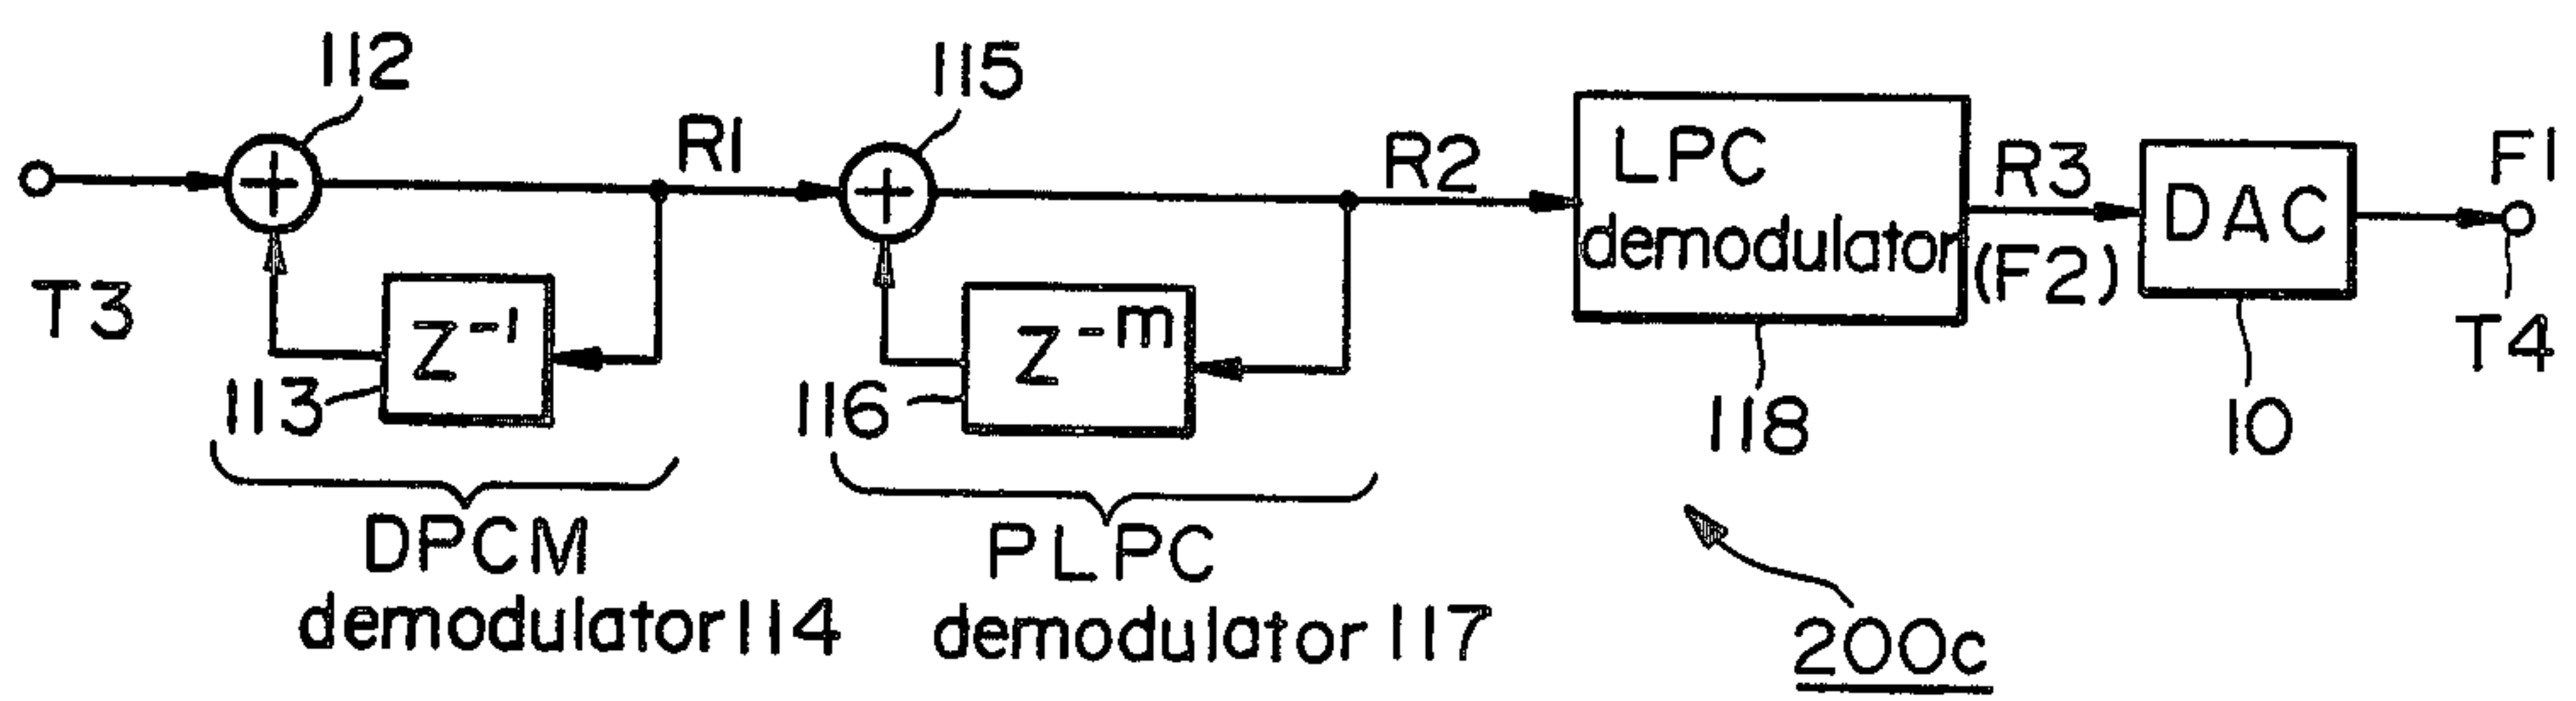 112
115
R1
R2
LPC
demodulator
R3
(F2)
DAC
F1
+
+
T3
Z⁻¹
Z⁻ᵐ
T4
113
116
118
10
DPCM
demodulator 114
PLPC
demodulator 117
200c